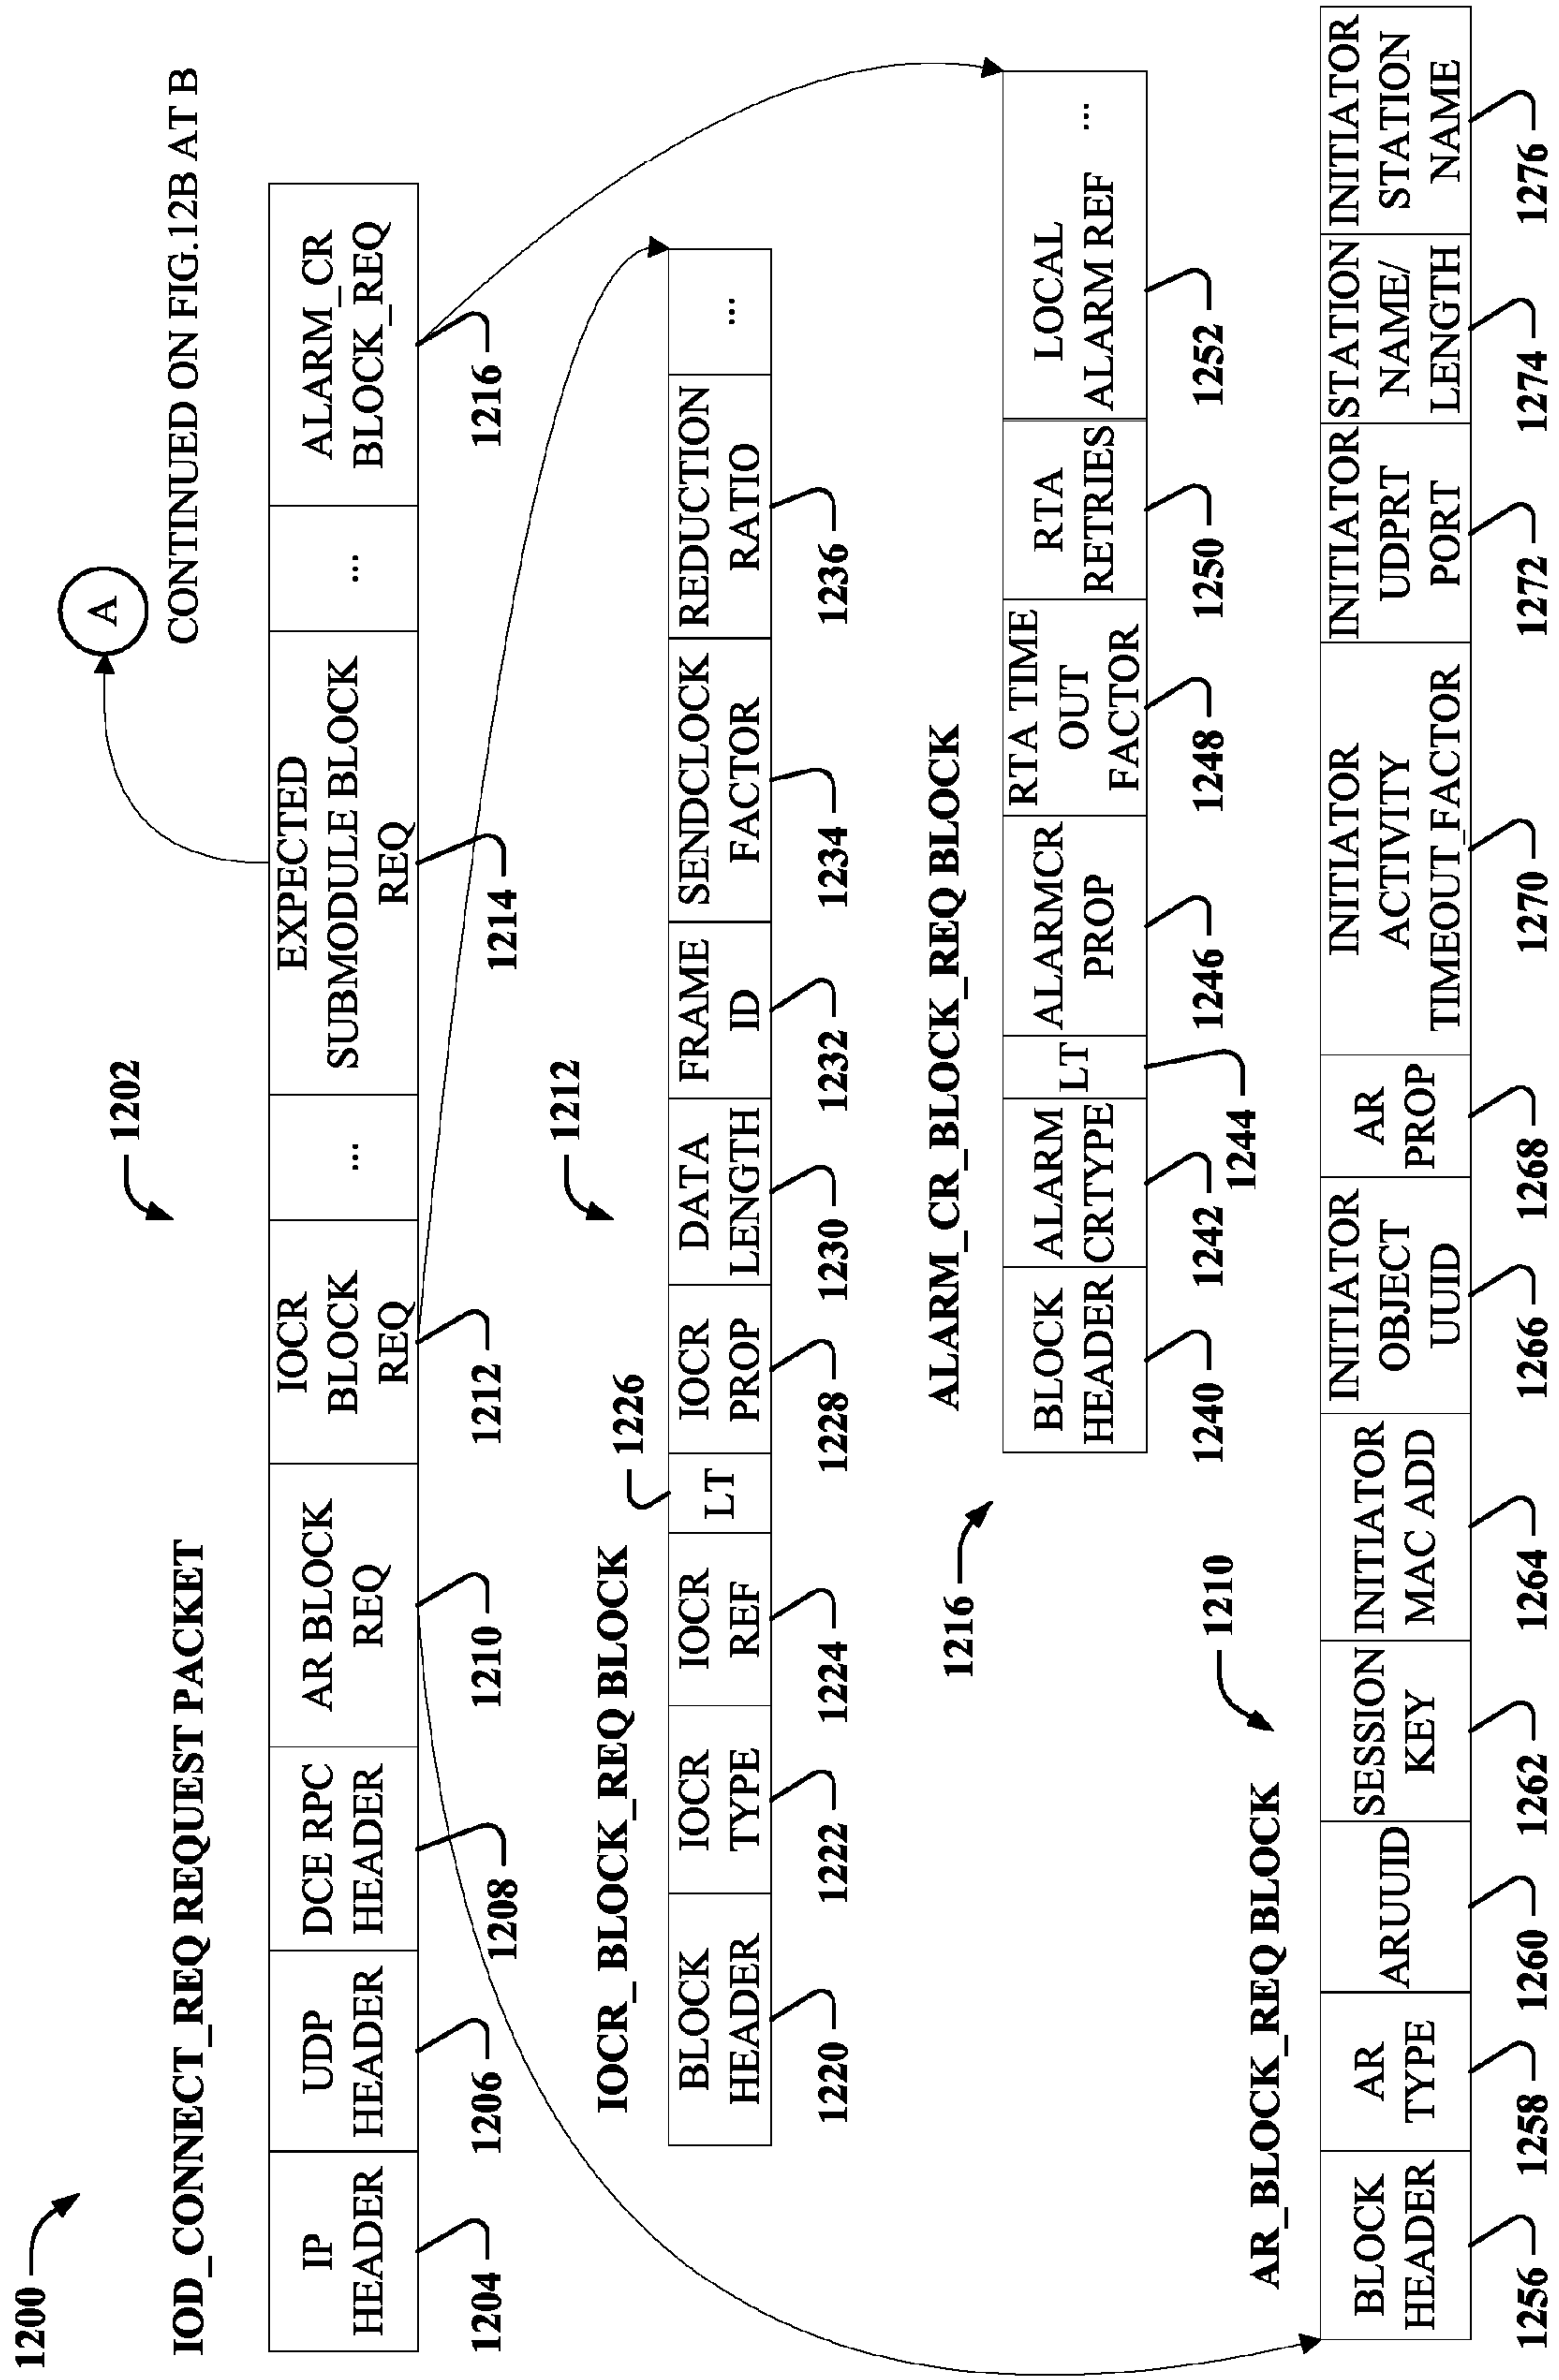 1200
1202
A
CONTINUED ON FIG.12B AT B
IOD_CONNECT_REQ REQUEST PACKET
IP
HEADER
UDP
HEADER
DCE RPC
HEADER
AR BLOCK
REQ
IOCR
BLOCK
REQ
...
EXPECTED
SUBMODULE BLOCK
REQ
...
ALARM_CR
BLOCK_REQ
1204
1206
1208
1210
1212
1214
1216
IOCR_BLOCK_REQ BLOCK
1226
1212
BLOCK
HEADER
IOCR
TYPE
IOCR
REF
LT
IOCR
PROP
DATA
LENGTH
FRAME
ID
SENDCLOCK
FACTOR
REDUCTION
RATIO
...
1220
1222
1224
1228
1230
1232
1234
1236
ALARM_CR_BLOCK_REQ BLOCK
1216
BLOCK
HEADER
ALARM
CRTYPE
LT
ALARMCR
PROP
RTA TIME
OUT
FACTOR
RTA
RETRIES
LOCAL
ALARM REF
...
1240
1242
1244
1246
1248
1250
1252
AR_BLOCK_REQ BLOCK
1210
BLOCK
HEADER
AR
TYPE
ARUUID
SESSION
KEY
INITIATOR
MAC ADD
INITIATOR
OBJECT
UUID
AR
PROP
INITIATOR
ACTIVITY
TIMEOUT_FACTOR
INITIATOR
UDPRT
PORT
STATION
NAME/
LENGTH
INITIATOR
STATION
NAME
1256
1258
1260
1262
1264
1266
1268
1270
1272
1274
1276